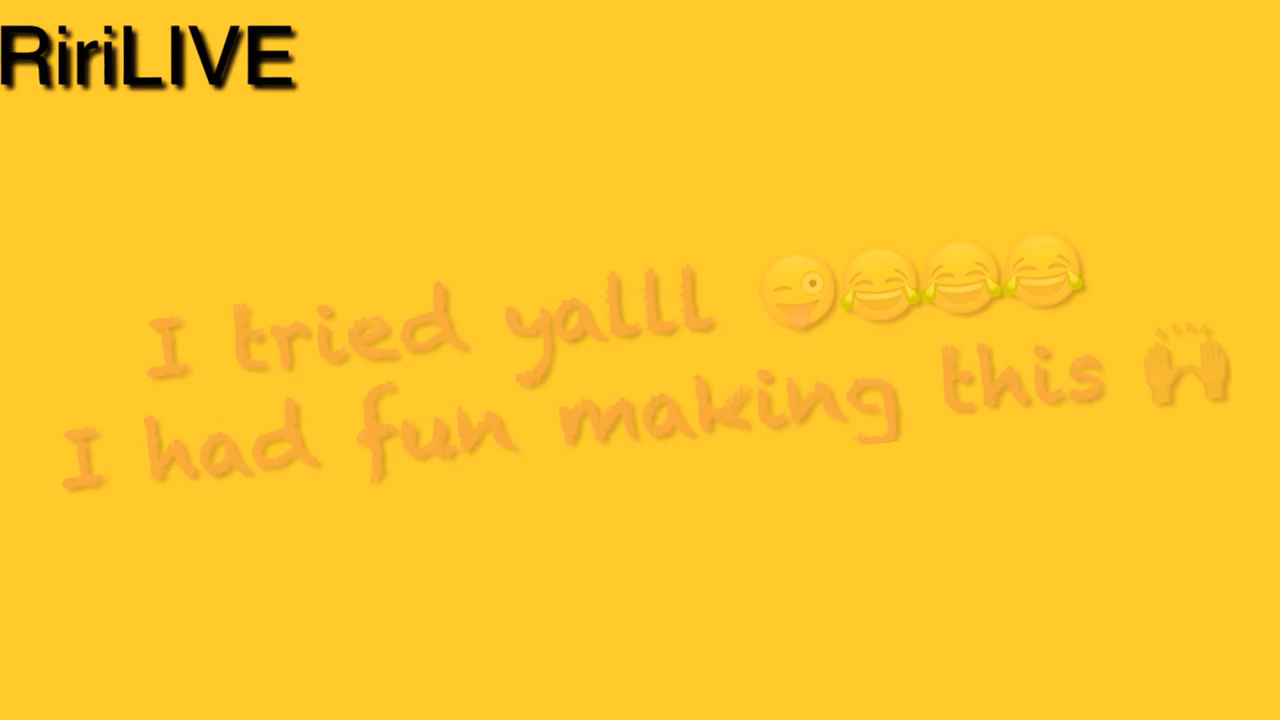 RiriLIVE
I tried yalll 😜😂😂😂
I had fun making this 🙌